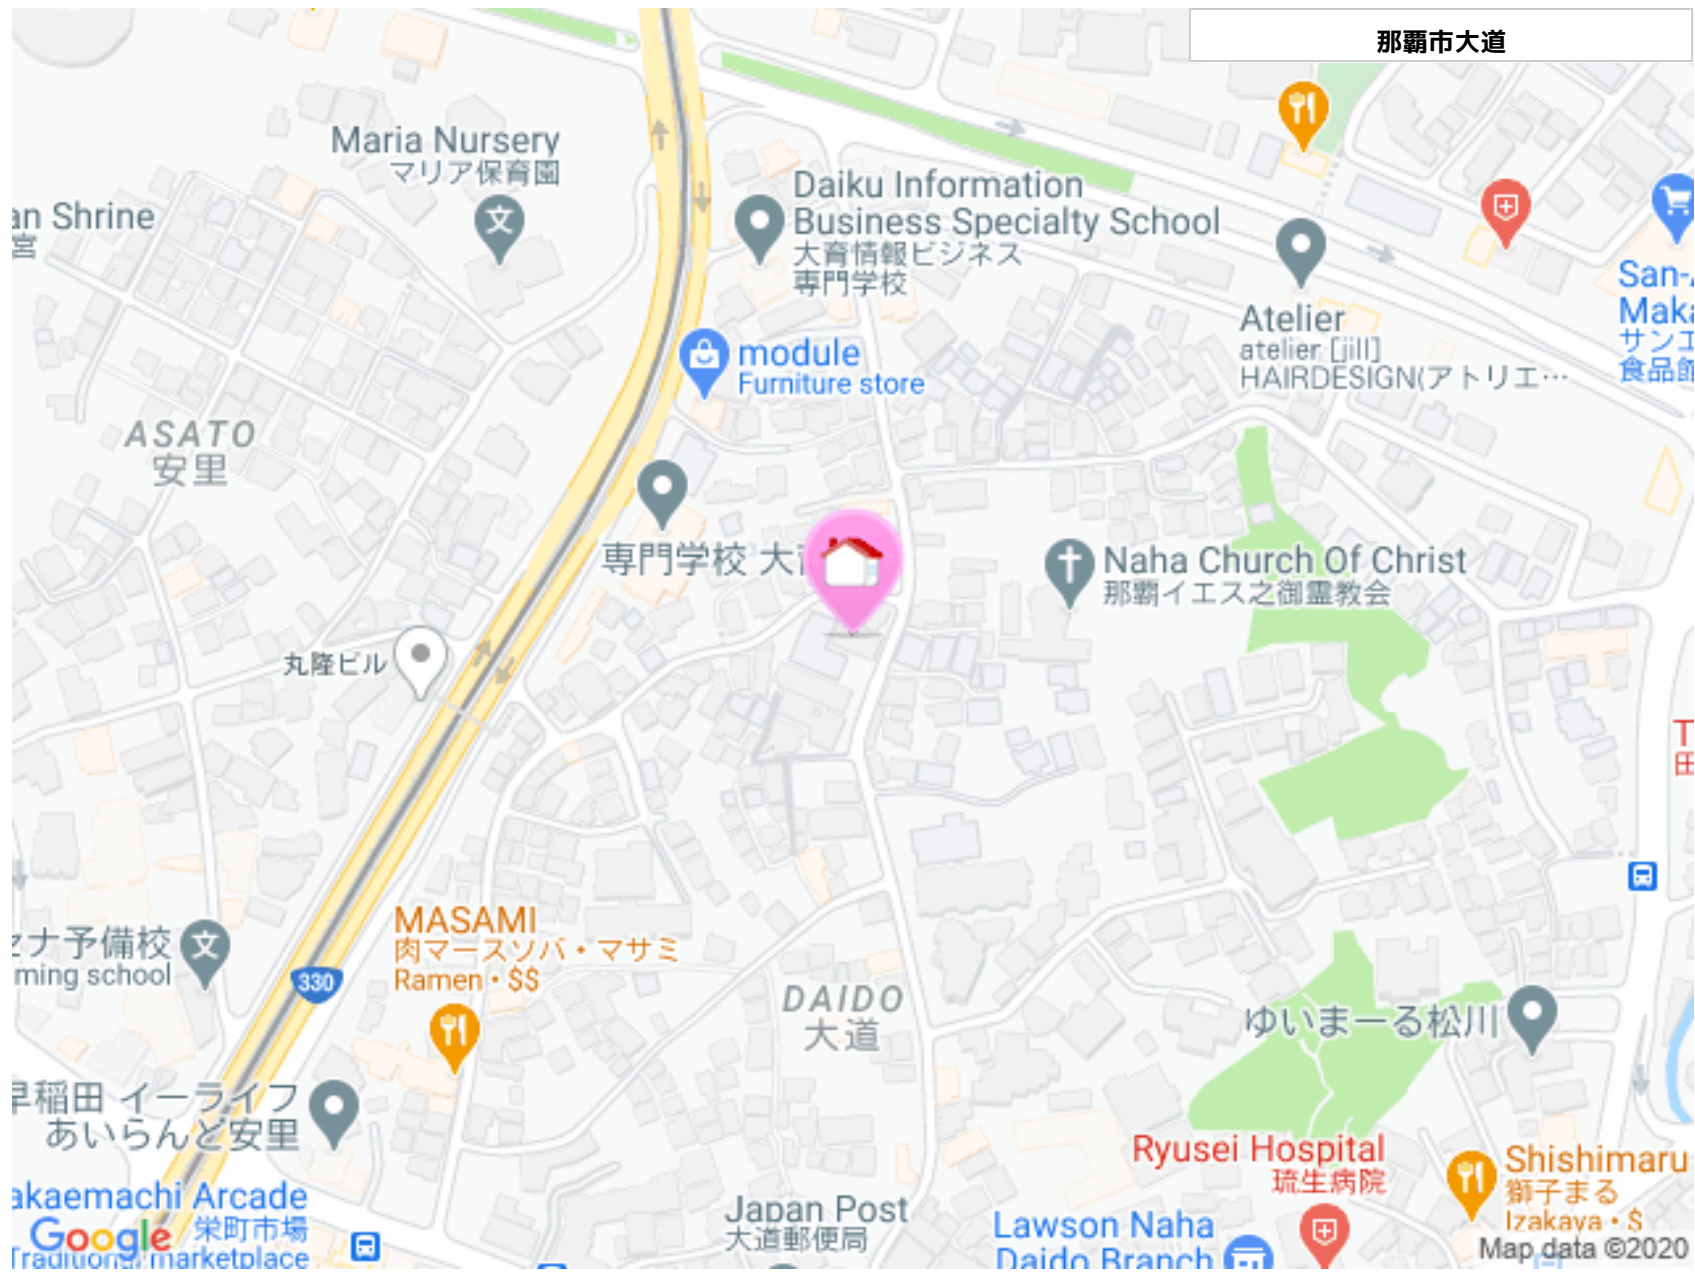 那覇市大道
Maria Nursery
マリア保育園
an Shrine
宮
Daiku Information
Business Specialty School
大育情報ビジネス
専門学校
Atelier
atelier [jill]
HAIRDESIGN(アトリエ…
San-
Maka
サンエ
食品館
module
Furniture store
ASATO
安里
専門学校 大
Naha Church Of Christ
那覇イエス之御霊教会
丸隆ビル
T
田
MASAMI
肉マースソバ・マサミ
Ramen • $$
ナ予備校
ming school
330
DAIDO
大道
ゆいまーる松川
早稲田 イーライフ
あいらんど安里
Ryusei Hospital
琉生病院
Shishimaru
獅子まる
Izakaya • $
akaemachi Arcade
栄町市場
Traditional marketplace
Google
Japan Post
大道郵便局
Lawson Naha
Daido Branch
Map data ©2020